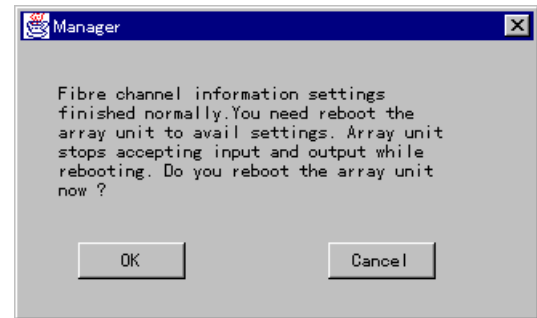 Manager
Fibre channel information settings
finished normally.You need reboot the
array unit to avail settings. Array unit
stops accepting input and output while
rebooting. Do you reboot the array unit
now ?
OK
Cancel